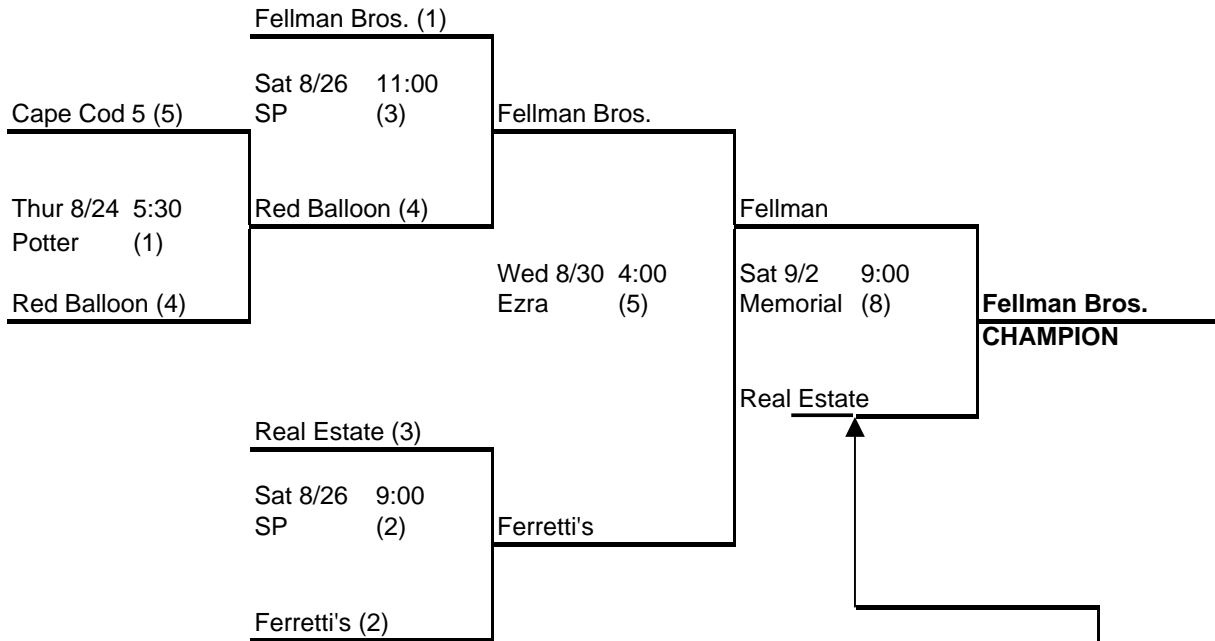 Fellman Bros. (1)
Sat 8/26 11:00
SP (3)
Cape Cod 5 (5)
Fellman Bros.
Thur 8/24 5:30
Potter (1)
Red Balloon (4)
Fellman
Wed 8/30 4:00
Ezra (5)
Sat 9/2 9:00
Memorial (8)
Red Balloon (4)
Fellman Bros.
CHAMPION
Real Estate
Real Estate (3)
Sat 8/26 9:00
SP (2)
Ferretti's
Ferretti's (2)